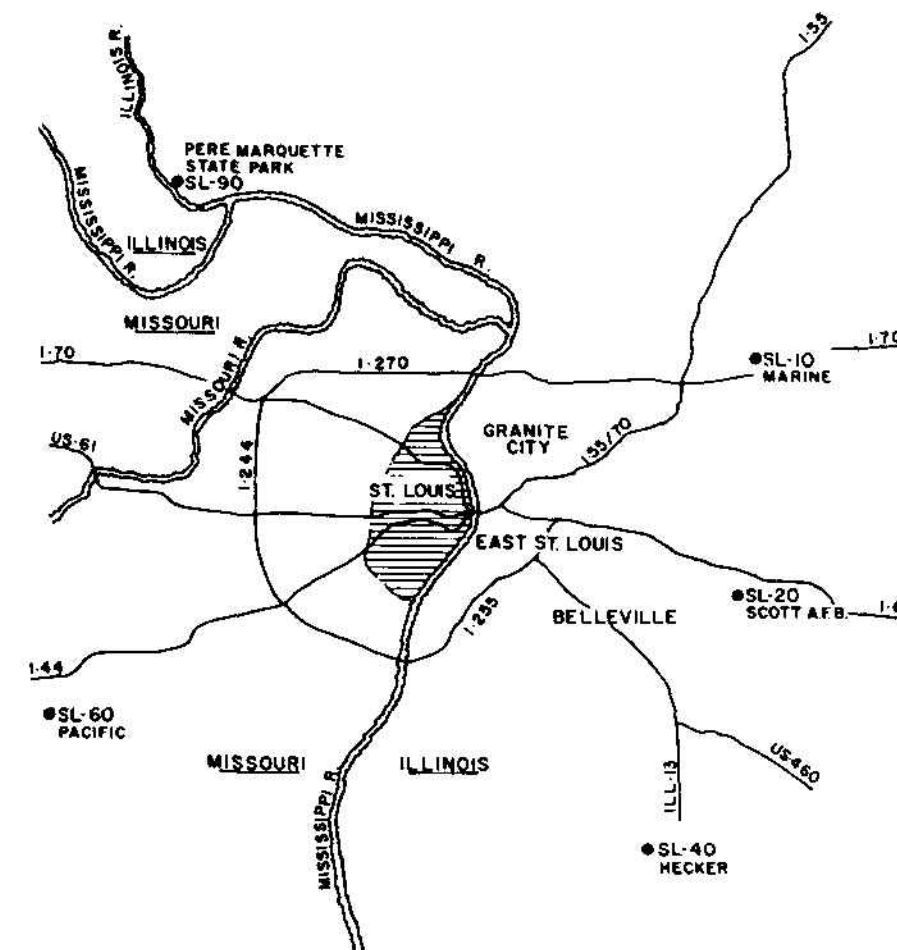 I-55
ILLINOIS R.
PERE MARQUETTE
STATE PARK
SL-90
MISSISSIPPI R.
MISSISSIPPI R.
ILLINOIS
MISSOURI
MISSOURI R.
I-70
I-270
I-70
SL-10
MARINE
GRANITE
CITY
I55/70
US-61
I-244
ST. LOUIS
EAST ST. LOUIS
SL-20
SCOTT A.F.B.
BELLEVILLE
I-255
I-44
SL-60
PACIFIC
MISSOURI
ILLINOIS
MISSISSIPPI R.
ILL-13
US-460
SL-40
HECKER